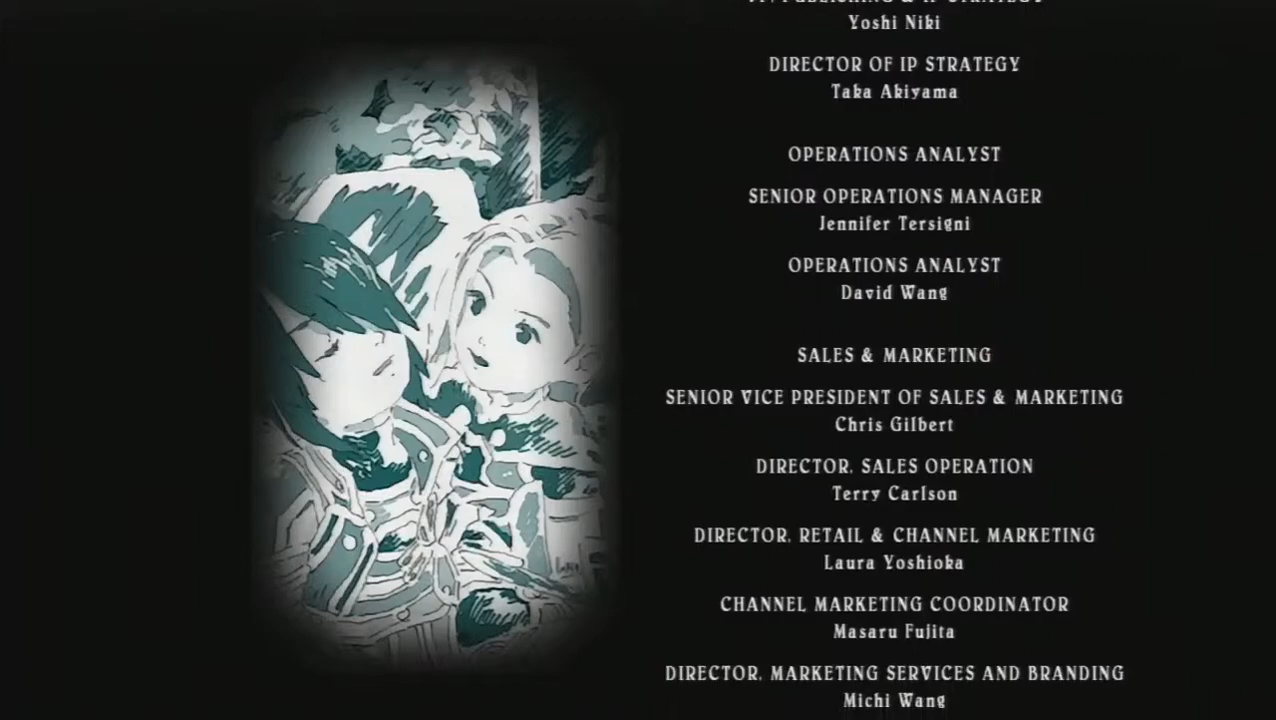 Yoshi Niki
DIRECTOR OF IP STRATEGY
Taka Akiyama
OPERATIONS ANALYST
SENIOR OPERATIONS MANAGER
Jennifer Tersigni
OPERATIONS ANALYST
David Wang
SALES & MARKETING
SENIOR VICE PRESIDENT OF SALES & MARKETING
Chris Gilbert
DIRECTOR, SALES OPERATION
Terry Carlson
DIRECTOR, RETAIL & CHANNEL MARKETING
Laura Yoshioka
CHANNEL MARKETING COORDINATOR
Masaru Fujita
DIRECTOR, MARKETING SERVICES AND BRANDING
Michi Wang